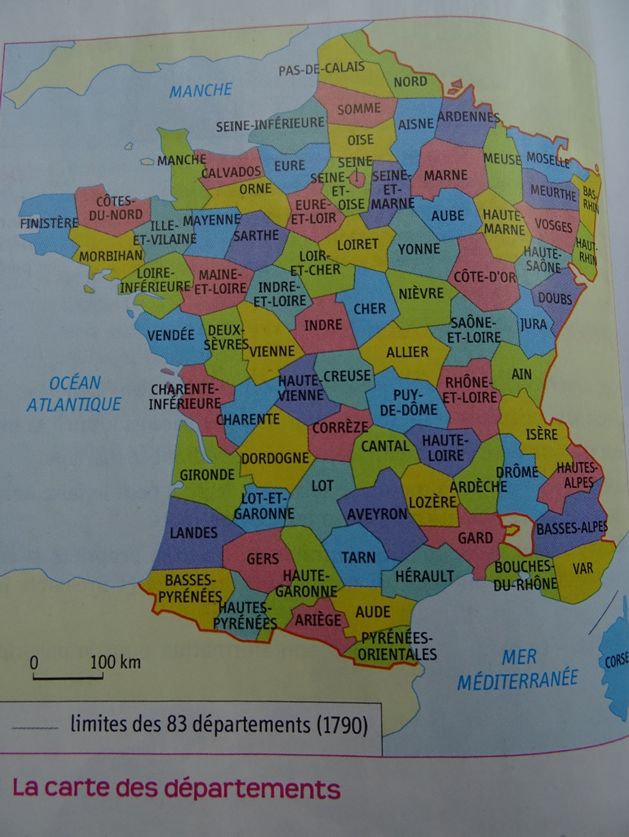 PAS-DE-CALAIS
NORD
MANCHE
SOMME
SEINE-INFÉRIEURE
AISNE
ARDENNES
OISE
MANCHE
CALVADOS
EURE
SEINE
SEINE-
ET-
OISE
SEINE-
ET-
MARNE
MARNE
MEUSE
MOSELLE
MEURTHE
BAS-
RHIN
ORNE
EURE-
ET-LOIR
AUBE
HAUTE-
MARNE
VOSGES
HAUT-
RHIN
FINISTÈRE
CÔTES-
DU-NORD
ILLE-
ET-VILAINE
MAYENNE
SARTHE
LOIRET
YONNE
HAUTE-
SAÔNE
MORBIHAN
LOIRE-
INFÉRIEURE
MAINE-
ET-LOIRE
INDRE-
ET-LOIRE
LOIR-
ET-CHER
CHER
NIÈVRE
CÔTE-D'OR
DOUBS
VENDÉE
DEUX-
SÈVRES
VIENNE
INDRE
ALLIER
SAÔNE-
ET-LOIRE
JURA
OCÉAN
ATLANTIQUE
CHARENTE-
INFÉRIEURE
CHARENTE
HAUTE-
VIENNE
CREUSE
PUY-
DE-DÔME
RHÔNE-
ET-LOIRE
AIN
CORRÈZE
ISÈRE
GIRONDE
DORDOGNE
CANTAL
HAUTE-
LOIRE
ARDÈCHE
DRÔME
HAUTES-
ALPES
LOT-ET-
GARONNE
LOT
AVEYRON
LOZÈRE
LANDES
GERS
TARN
GARD
BASSES-ALPES
BASSES-
PYRÉNÉES
HAUTES-
PYRÉNÉES
HAUTE-
GARONNE
HÉRAULT
BOUCHES-
DU-RHÔNE
VAR
ARIÈGE
AUDE
PYRÉNÉES-
ORIENTALES
MER
MÉDITERRANÉE
CORSE
0 100 km
limites des 83 départements (1790)
La carte des départements